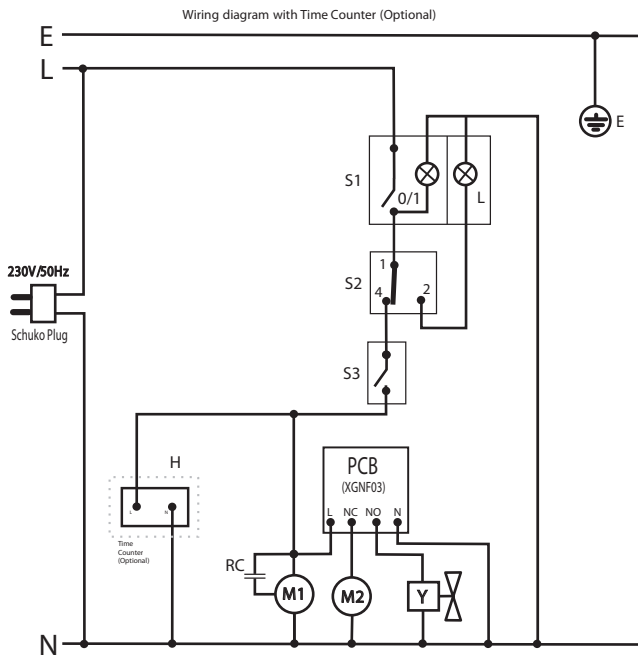 Wiring diagram with Time Counter (Optional)
E
L
E
S1
0/1
L
S2
1
4
2
230V/50Hz
Schuko Plug
S3
H
L
N
Time
Counter
(Optional)
PCB
(XGNF03)
L NC NO N
RC
M1
M2
Y
N